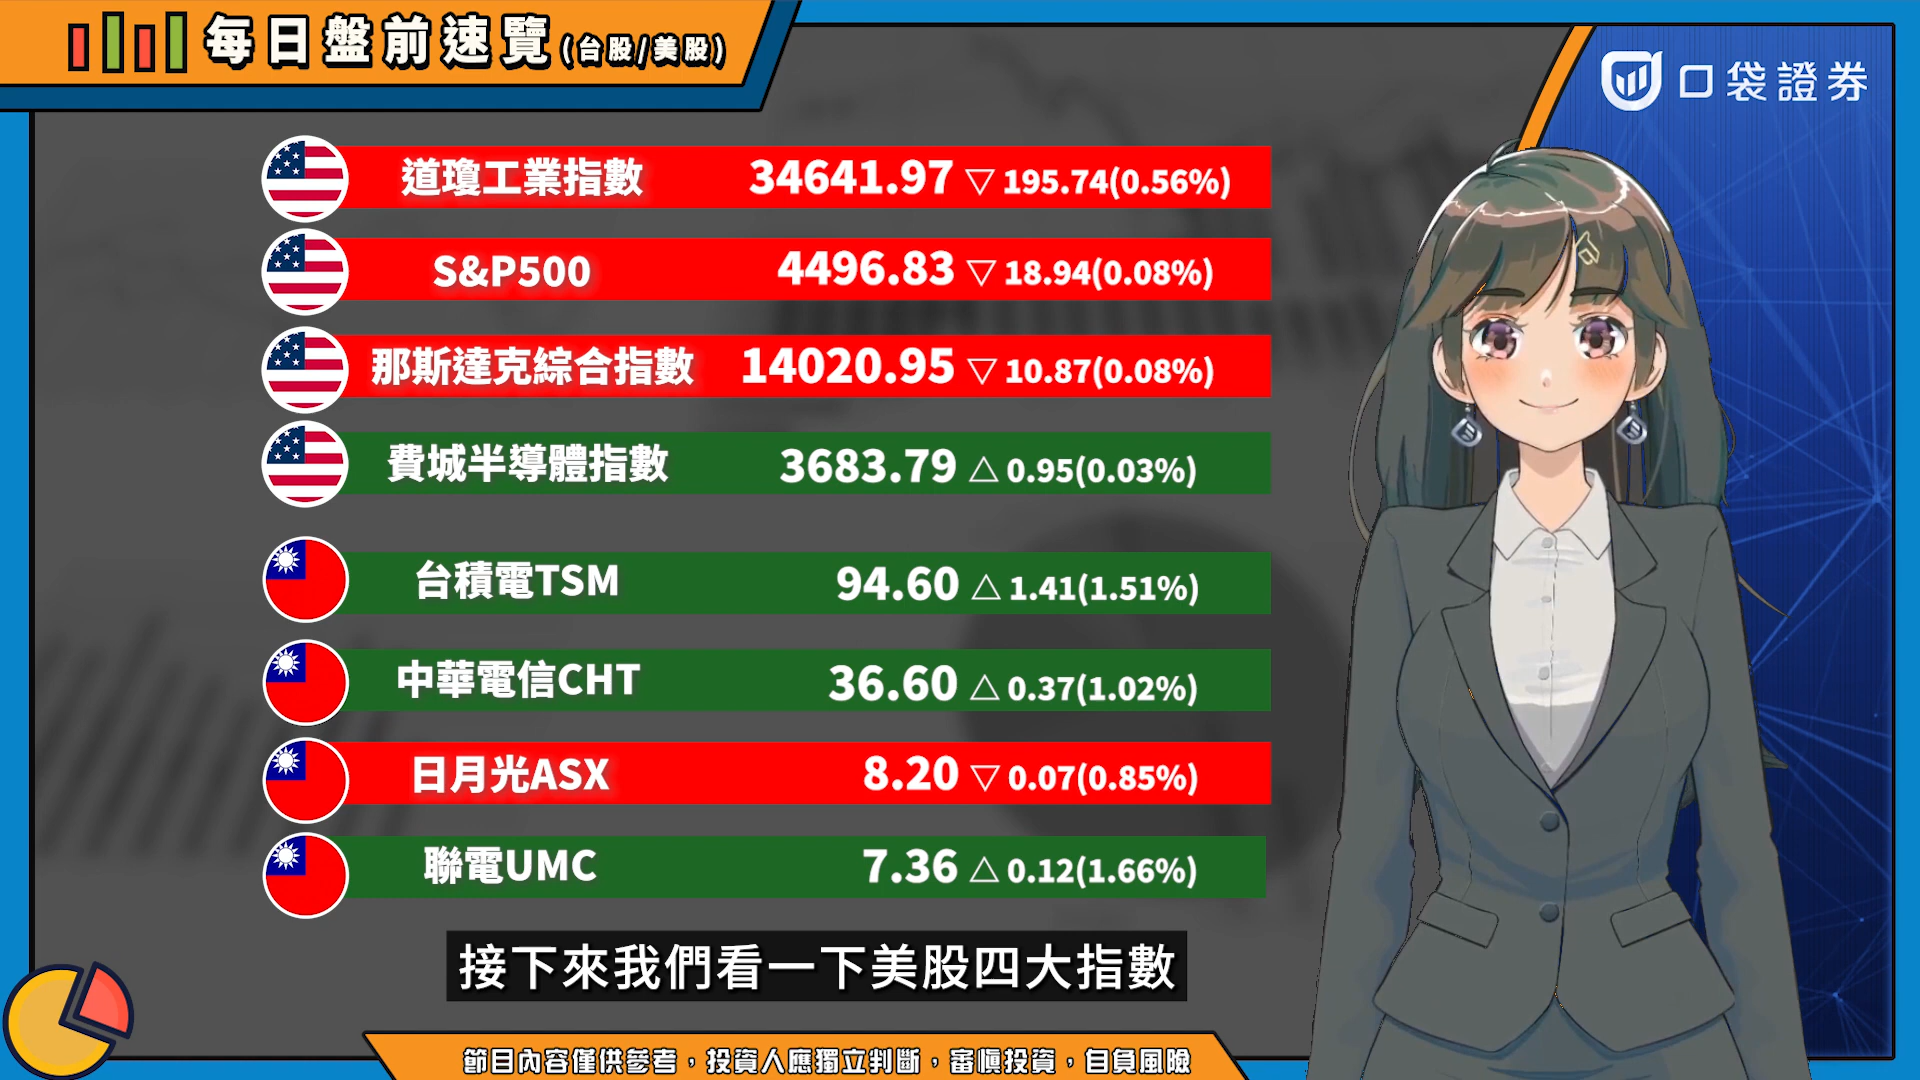 每日盤前速覽(台股/美股)
口袋證券
道瓊工業指數 34641.97 ▽ 195.74(0.56%)
S&P500 4496.83 ▽ 18.94(0.08%)
那斯達克綜合指數 14020.95 ▽ 10.87(0.08%)
費城半導體指數 3683.79 △ 0.95(0.03%)
台積電TSM 94.60 △ 1.41(1.51%)
中華電信CHT 36.60 △ 0.37(1.02%)
日月光ASX 8.20 ▽ 0.07(0.85%)
聯電UMC 7.36 △ 0.12(1.66%)
接下來我們看一下美股四大指數
節目內容僅供參考，投資人應獨立判斷，審慎投資，自負風險